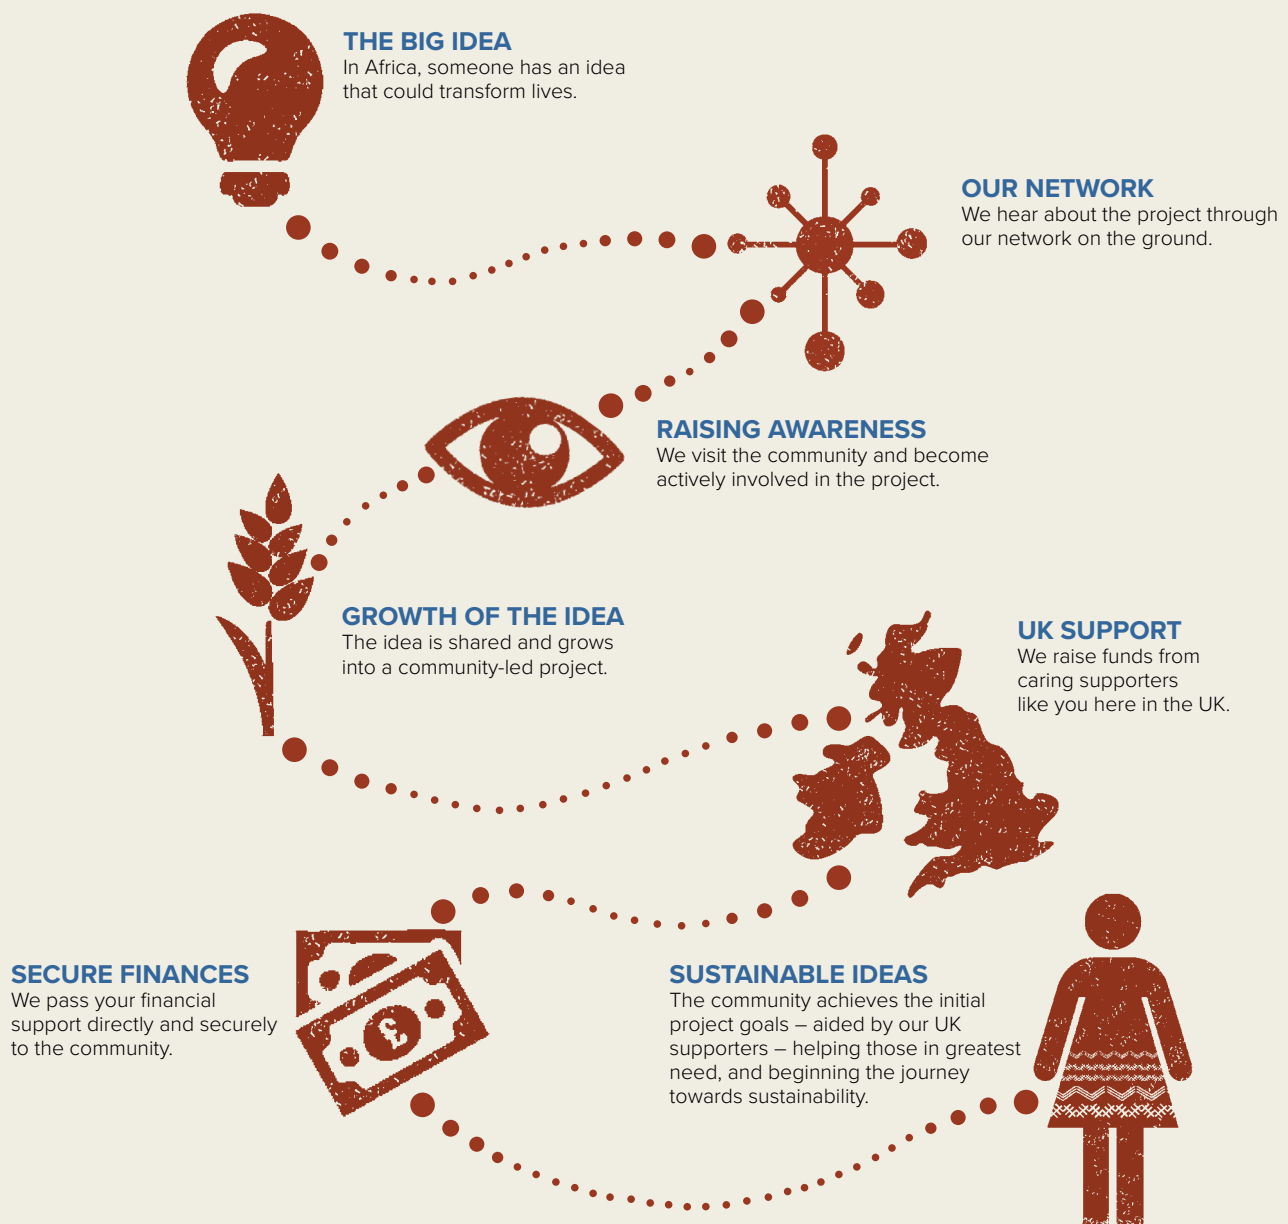 THE BIG IDEA
In Africa, someone has an idea
that could transform lives.
OUR NETWORK
We hear about the project through
our network on the ground.
RAISING AWARENESS
We visit the community and become
actively involved in the project.
GROWTH OF THE IDEA
The idea is shared and grows
into a community-led project.
UK SUPPORT
We raise funds from
caring supporters
like you here in the UK.
SECURE FINANCES
We pass your financial
support directly and securely
to the community.
£
SUSTAINABLE IDEAS
The community achieves the initial
project goals – aided by our UK
supporters – helping those in greatest
need, and beginning the journey
towards sustainability.